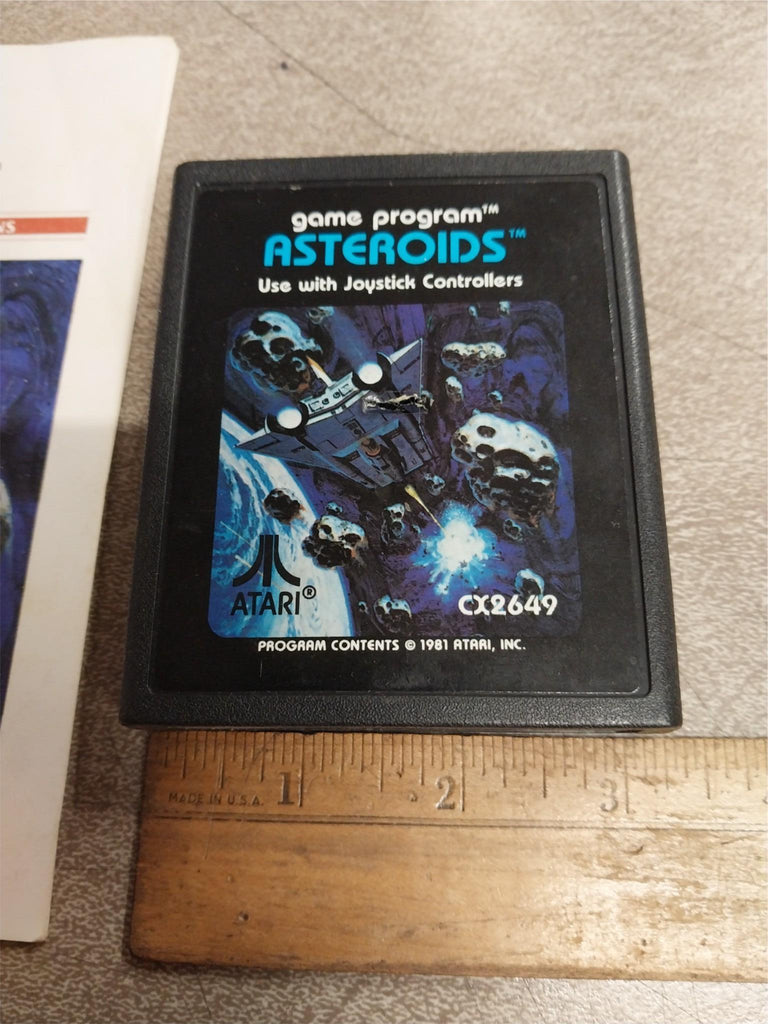 game program™
ASTEROIDS™
Use with Joystick Controllers
ATARI®
CX2649
PROGRAM CONTENTS © 1981 ATARI, INC.
MADE IN U.S.A.
1 2 3